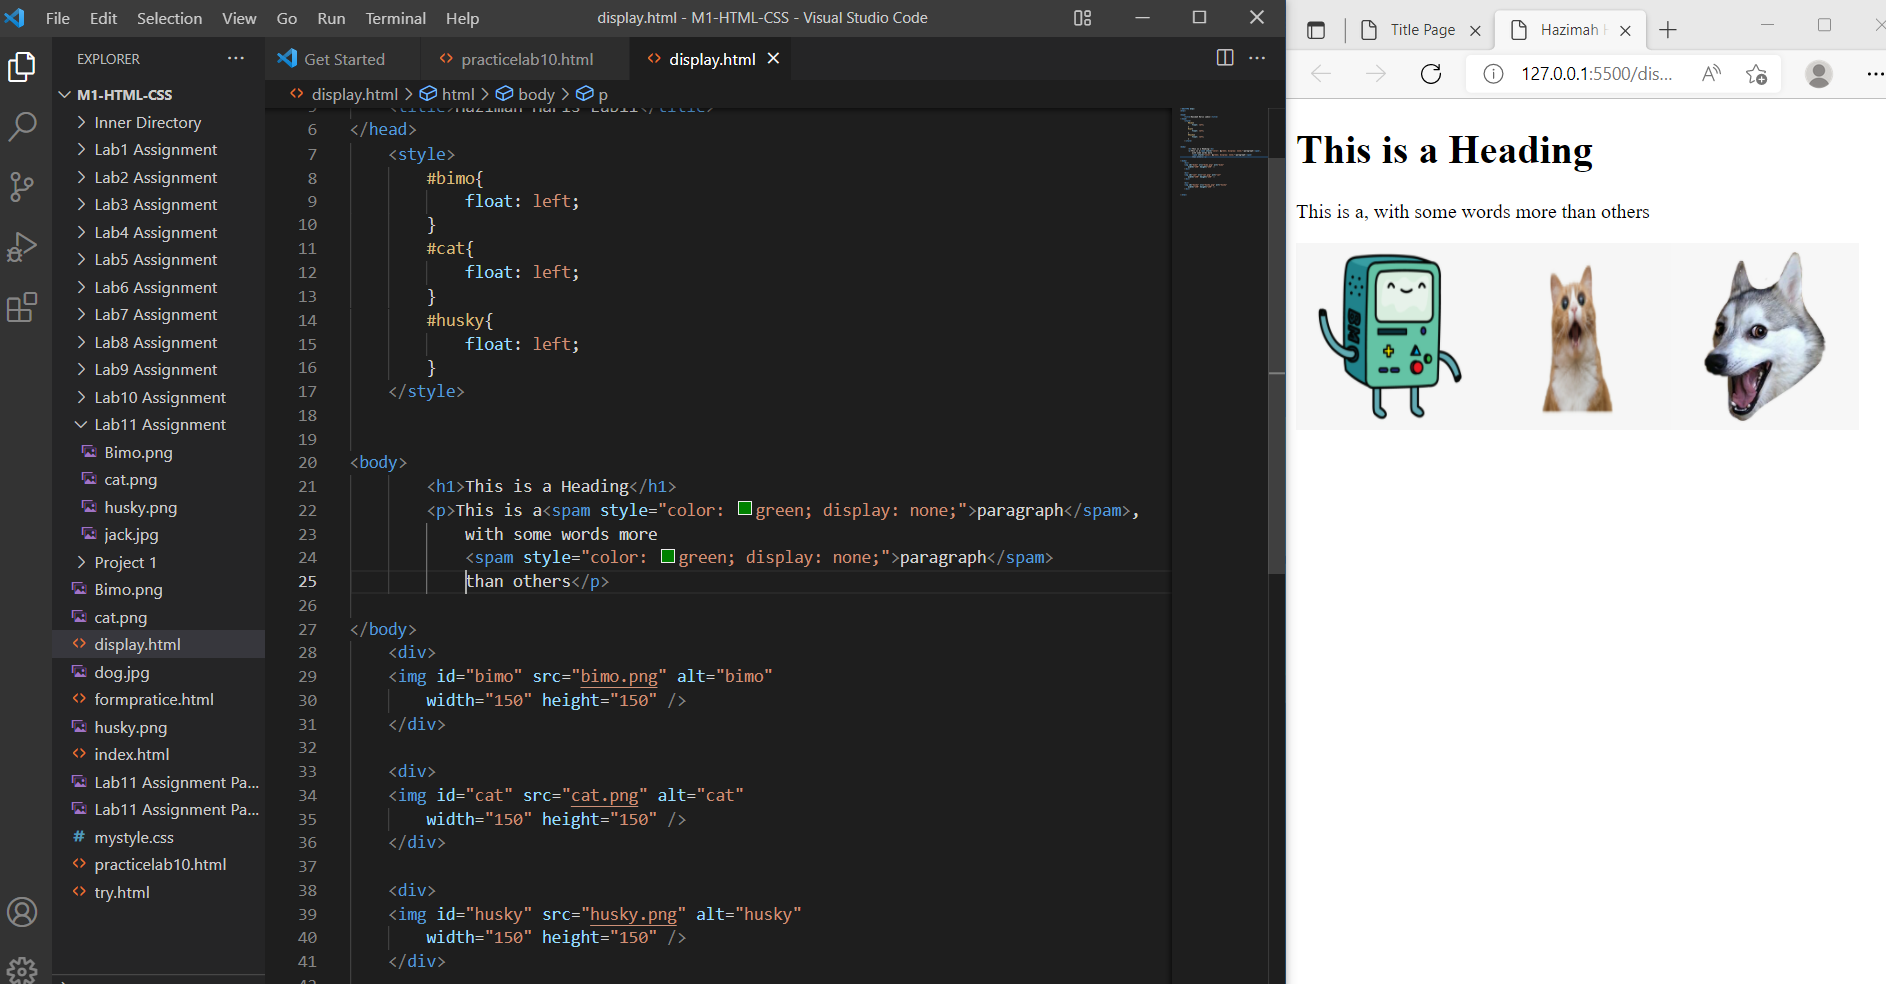 File Edit Selection View Go Run Terminal Help
display.html - M1-HTML-CSS - Visual Studio Code
EXPLORER
M1-HTML-CSS
Inner Directory
Lab1 Assignment
Lab2 Assignment
Lab3 Assignment
Lab4 Assignment
Lab5 Assignment
Lab6 Assignment
Lab7 Assignment
Lab8 Assignment
Lab9 Assignment
Lab10 Assignment
Lab11 Assignment
Bimo.png
cat.png
husky.png
jack.jpg
Project 1
Bimo.png
cat.png
display.html
dog.jpg
formpratice.html
husky.png
index.html
Lab11 Assignment Pa...
Lab11 Assignment Pa...
# mystyle.css
practicelab10.html
try.html
Get Started
practicelab10.html
display.html
display.html > html > body > p
6 </head>
7 <style>
8 #bimo{
9 float: left;
10 }
11 #cat{
12 float: left;
13 }
14 #husky{
15 float: left;
16 }
17 </style>
18
19
20 <body>
21 <h1>This is a Heading</h1>
22 <p>This is a<spam style="color: green; display: none;">paragraph</spam>,
23 with some words more
24 <spam style="color: green; display: none;">paragraph</spam>
25 than others</p>
26
27 </body>
28 <div>
29 <img id="bimo" src="bimo.png" alt="bimo"
30 width="150" height="150" />
31 </div>
32
33 <div>
34 <img id="cat" src="cat.png" alt="cat"
35 width="150" height="150" />
36 </div>
37
38 <div>
39 <img id="husky" src="husky.png" alt="husky"
40 width="150" height="150" />
41 </div>
Title Page
Hazimah
127.0.0.1:5500/dis...
This is a Heading
This is a, with some words more than others